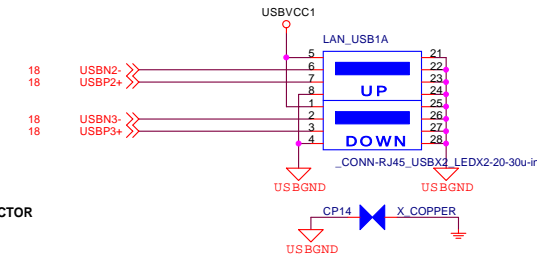 USBVCC1
LAN_USB1A
5 21
18 USBN2- 6 22
18 USBP2+ 7 23
8 UP 24
1 25
18 USBN3- 2 26
18 USBP3+ 3 27
4 DOWN 28
_CONN-RJ45_USBX2_LEDX2-20-30u-in
USBGND USBGND
CTOR CP14 X_COPPER
USBGND